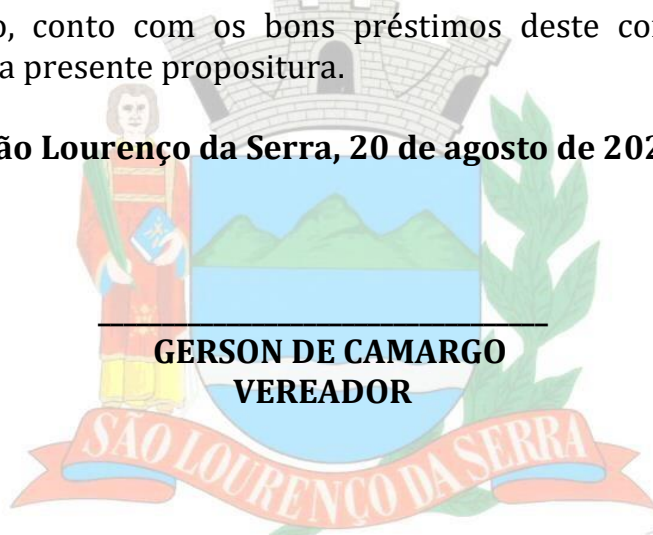 o, conto com os bons préstimos deste co
a presente propositura.
ão Lourenço da Serra, 20 de agosto de 202
GERSON DE CAMARGO
VEREADOR
SÃO LOURENÇO DA SERRA